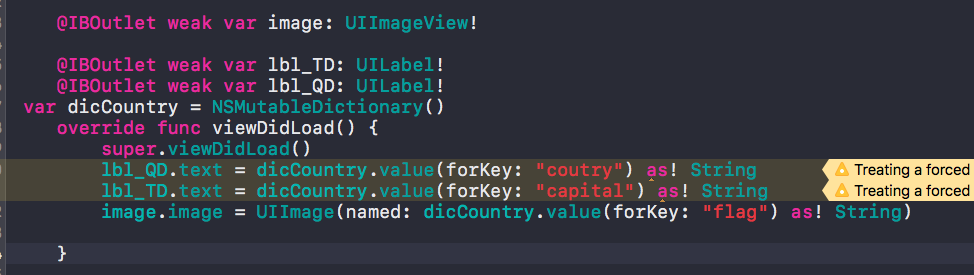 @IBOutlet weak var image: UIImageView!
@IBOutlet weak var lbl_TD: UILabel!
@IBOutlet weak var lbl_QD: UILabel!
var dicCountry = NSMutableDictionary()
override func viewDidLoad() {
super.viewDidLoad()
lbl_QD.text = dicCountry.value(forKey: "coutry") as! String Treating a forced
lbl_TD.text = dicCountry.value(forKey: "capital") as! String Treating a forced
image.image = UIImage(named: dicCountry.value(forKey: "flag") as! String)
}